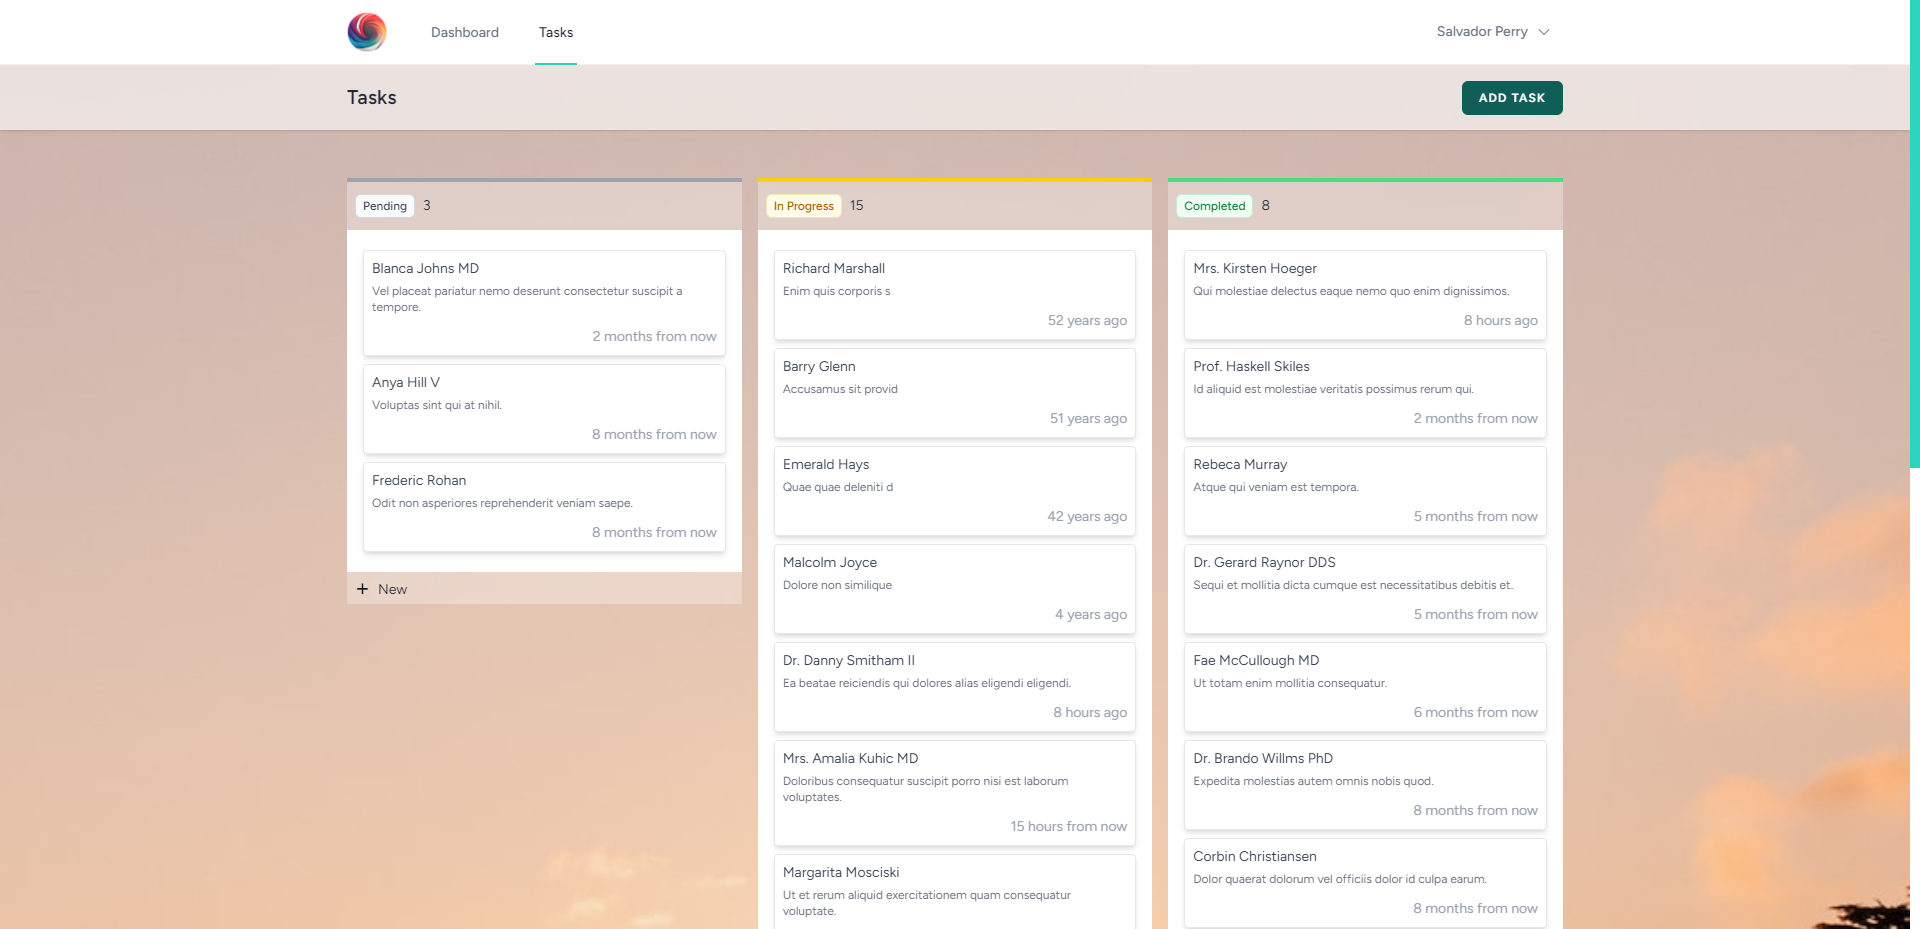 Dashboard
Tasks
Salvador Perry
Tasks
ADD TASK
Pending 3
Blanca Johns MD
Vel placeat pariatur nemo deserunt consectetur suscipit a
tempore.
2 months from now
Anya Hill V
Voluptas sint qui at nihil.
8 months from now
Frederic Rohan
Odit non asperiores reprehenderit veniam saepe.
8 months from now
+ New
In Progress 15
Richard Marshall
Enim quis corporis s
52 years ago
Barry Glenn
Accusamus sit provid
51 years ago
Emerald Hays
Quae quae deleniti d
42 years ago
Malcolm Joyce
Dolore non similique
4 years ago
Dr. Danny Smitham II
Ea beatae reiciendis qui dolores alias eligendi eligendi.
8 hours ago
Mrs. Amalia Kuhic MD
Doloribus consequatur suscipit porro nisi est laborum
voluptates.
15 hours from now
Margarita Mosciski
Ut et rerum aliquid exercitationem quam consequatur
voluptate.
Completed 8
Mrs. Kirsten Hoeger
Qui molestiae delectus eaque nemo quo enim dignissimos.
8 hours ago
Prof. Haskell Skiles
Id aliquid est molestiae veritatis possimus rerum qui.
2 months from now
Rebeca Murray
Atque qui veniam est tempora.
5 months from now
Dr. Gerard Raynor DDS
Sequi et mollitia dicta cumque est necessitatibus debitis et.
5 months from now
Fae McCullough MD
Ut totam enim mollitia consequatur.
6 months from now
Dr. Brando Willms PhD
Expedita molestias autem omnis nobis quod.
8 months from now
Corbin Christiansen
Dolor quaerat dolorum vel officiis dolor id culpa earum.
8 months from now